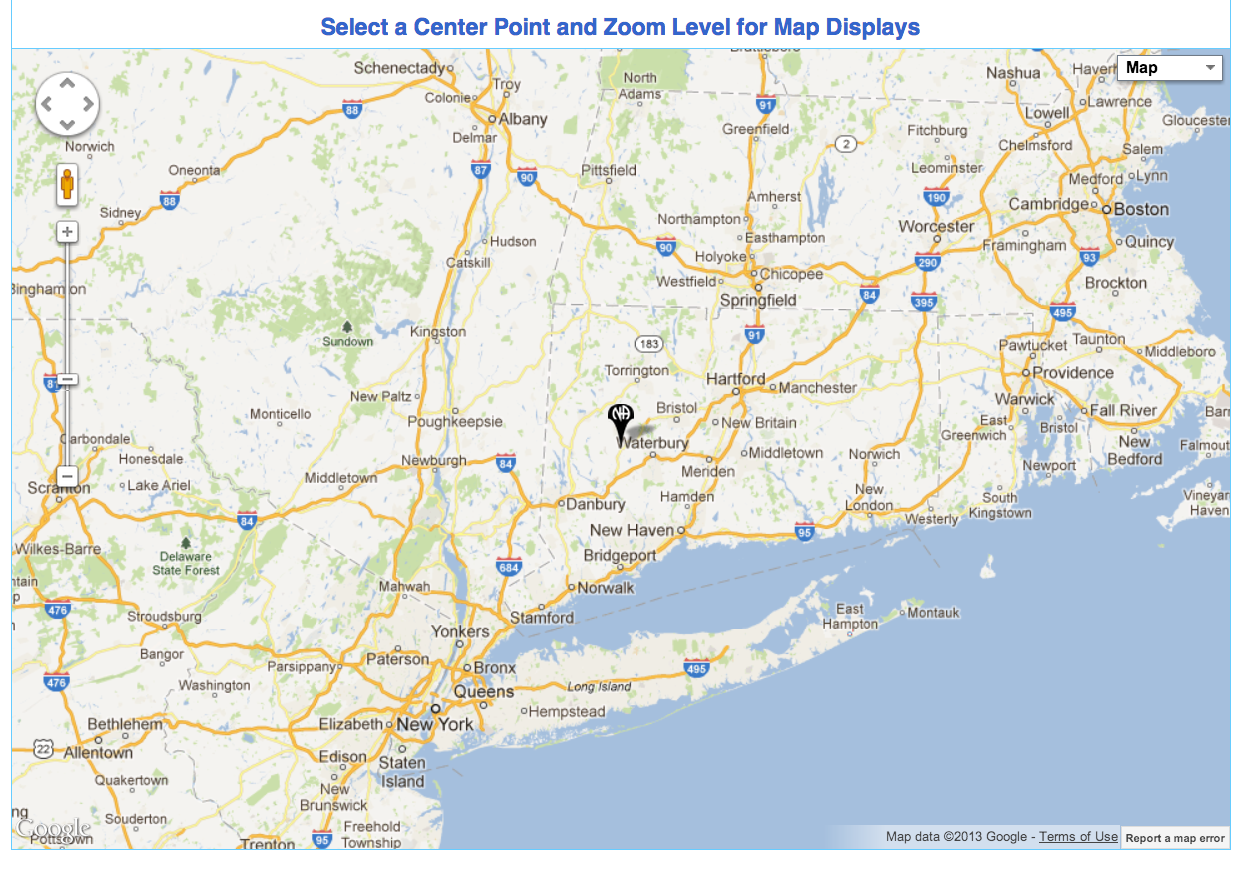 Select a Center Point and Zoom Level for Map Displays
Brattleboro
Schenectady
North Adams
Nashua
Map
Troy
Colonie
88
91
Lawrence
Lowell
Gloucester
Albany
Greenfield
Fitchburg
Delmar
2
Chelmsford
Salem
Norwich
Oneonta
87
90
Pittsfield
Leominster
Medford
Lynn
88
Amherst
190
Cambridge
Boston
Sidney
Northampton
Worcester
Hudson
90
Easthampton
Framingham
Quincy
Catskill
Holyoke
290
93
Westfield
Chicopee
Brockton
Springfield
84
395
495
Kingston
91
Sundown
183
Pawtucket
Taunton
Middleboro
Torrington
Hartford
Manchester
Providence
New Paltz
Warwick
Fall River
Monticello
Poughkeepsie
NA
Bristol
New Britain
East Greenwich
Bristol
Carbondale
Waterbury
Middletown
Norwich
New Bedford
Honesdale
Newburgh
84
Meriden
Newport
Scranton
Lake Ariel
Middletown
Hamden
New London
South Kingstown
Danbury
Westerly
84
New Haven
95
Wilkes-Barre
Delaware State Forest
Bridgeport
684
Mahwah
Norwalk
476
Stroudsburg
Stamford
East Hampton
Montauk
Yonkers
Bangor
Parsippany
Paterson
Bronx
495
476
Washington
Queens
Long Island
Bethlehem
Elizabeth
New York
Hempstead
22
Allentown
Edison
Staten Island
Quakertown
New Brunswick
Souderton
Freehold Township
Google
Pottstown
Trenton
95
Map data ©2013 Google - Terms of Use
Report a map error